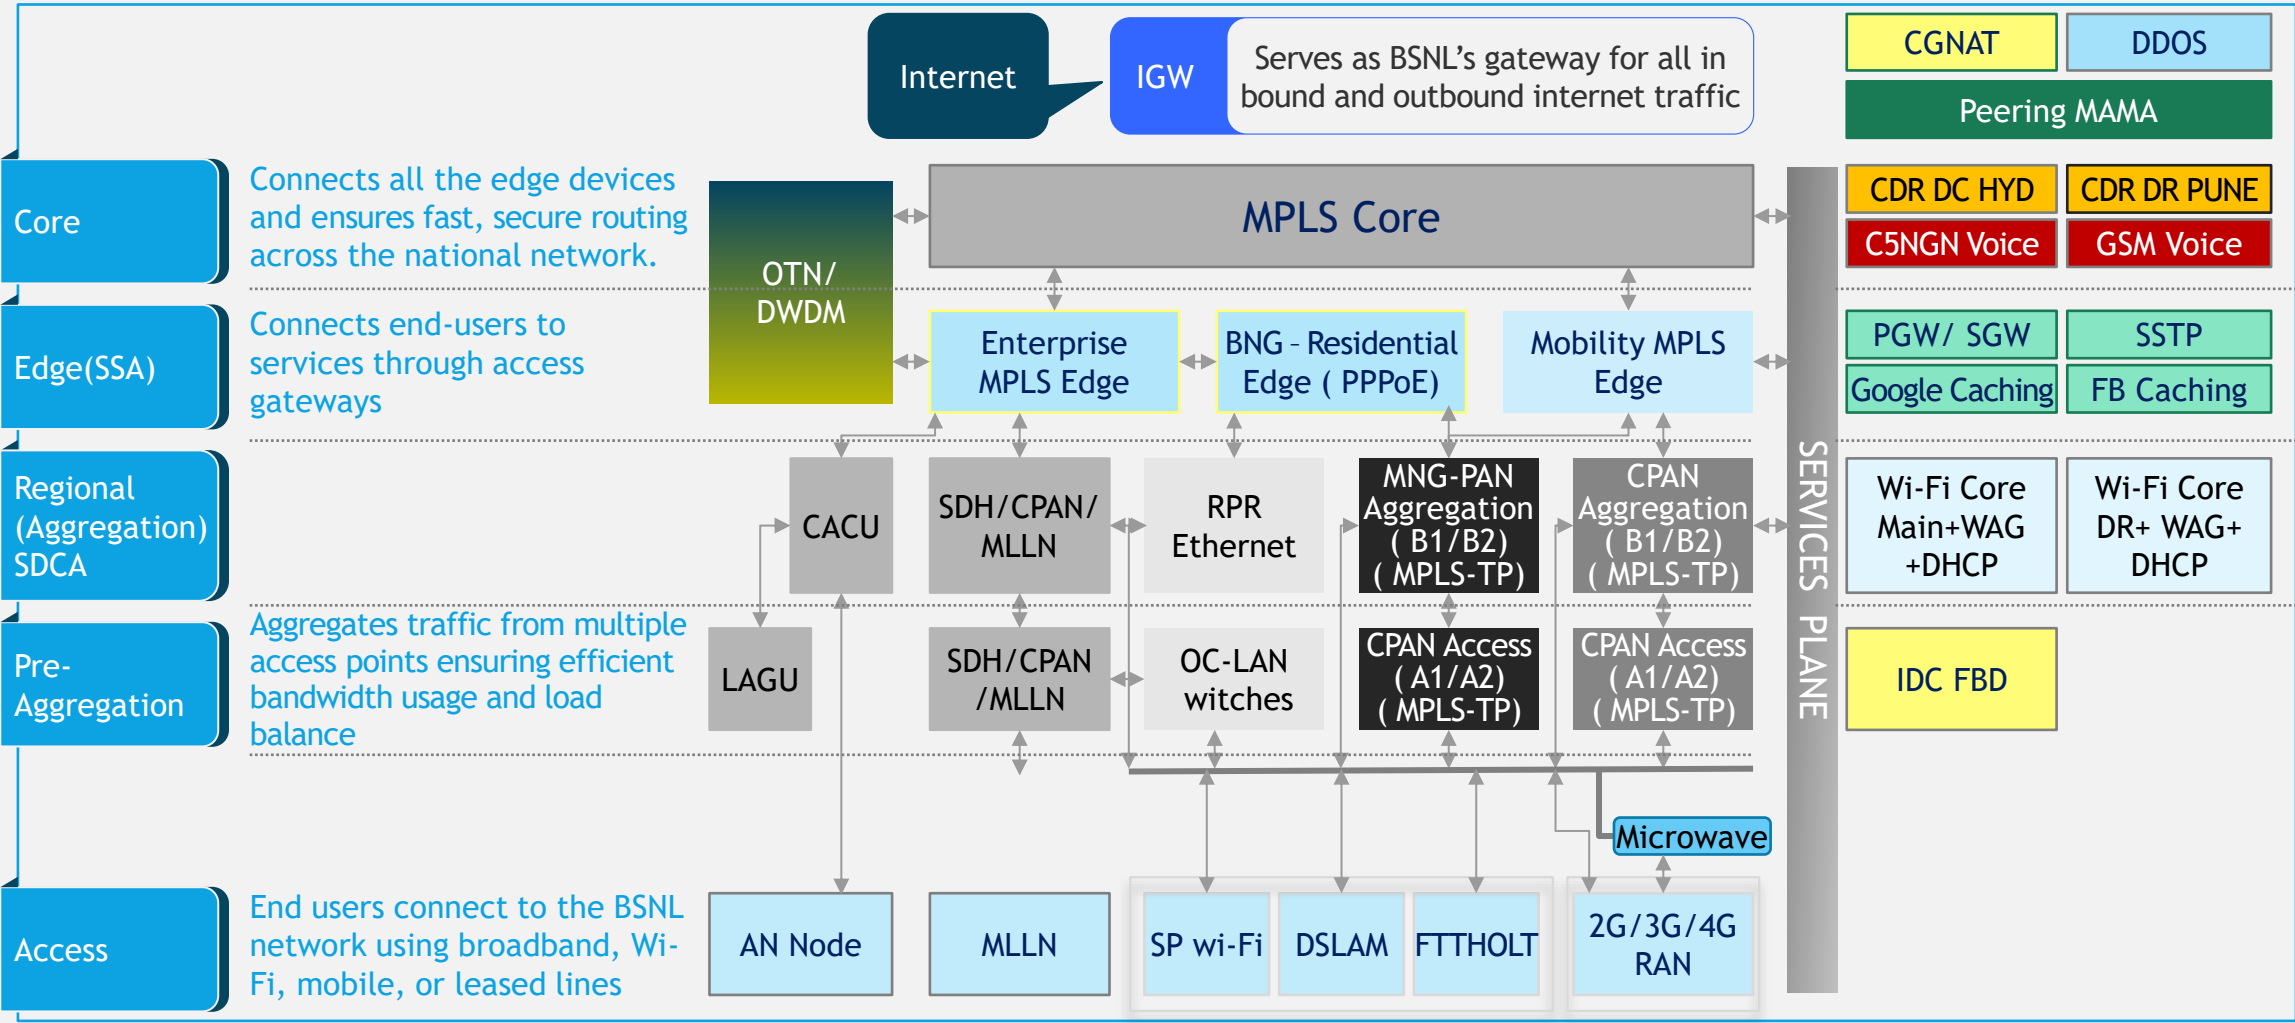 Internet
IGW
Serves as BSNL’s gateway for all in
bound and outbound internet traffic
CGNAT
DDOS
Peering MAMA
Core
Connects all the edge devices
and ensures fast, secure routing
across the national network.
OTN/
DWDM
MPLS Core
CDR DC HYD
CDR DR PUNE
C5NGN Voice
GSM Voice
Edge(SSA)
Connects end-users to
services through access
gateways
Enterprise
MPLS Edge
BNG – Residential
Edge ( PPPoE)
Mobility MPLS
Edge
PGW/ SGW
SSTP
Google Caching
FB Caching
Regional
(Aggregation)
SDCA
CACU
SDH/CPAN/
MLLN
RPR
Ethernet
MNG-PAN
Aggregation
( B1/B2)
( MPLS-TP)
CPAN
Aggregation
( B1/B2)
( MPLS-TP)
SERVICES PLANE
Wi-Fi Core
Main+WAG
+DHCP
Wi-Fi Core
DR+ WAG+
DHCP
Pre-
Aggregation
Aggregates traffic from multiple
access points ensuring efficient
bandwidth usage and load
balance
LAGU
SDH/CPAN
/MLLN
OC-LAN
witches
CPAN Access
( A1/A2)
( MPLS-TP)
CPAN Access
( A1/A2)
( MPLS-TP)
IDC FBD
Microwave
Access
End users connect to the BSNL
network using broadband, Wi-
Fi, mobile, or leased lines
AN Node
MLLN
SP wi-Fi
DSLAM
FTTHOLT
2G/3G/4G
RAN